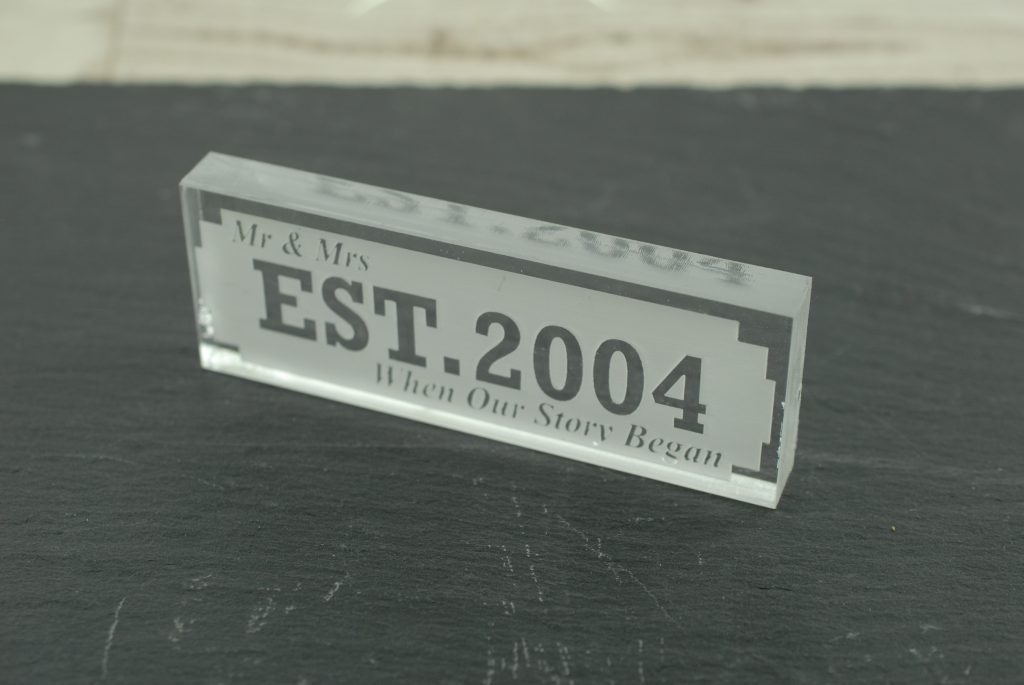 Mr & Mrs
EST.2004
When Our Story Began